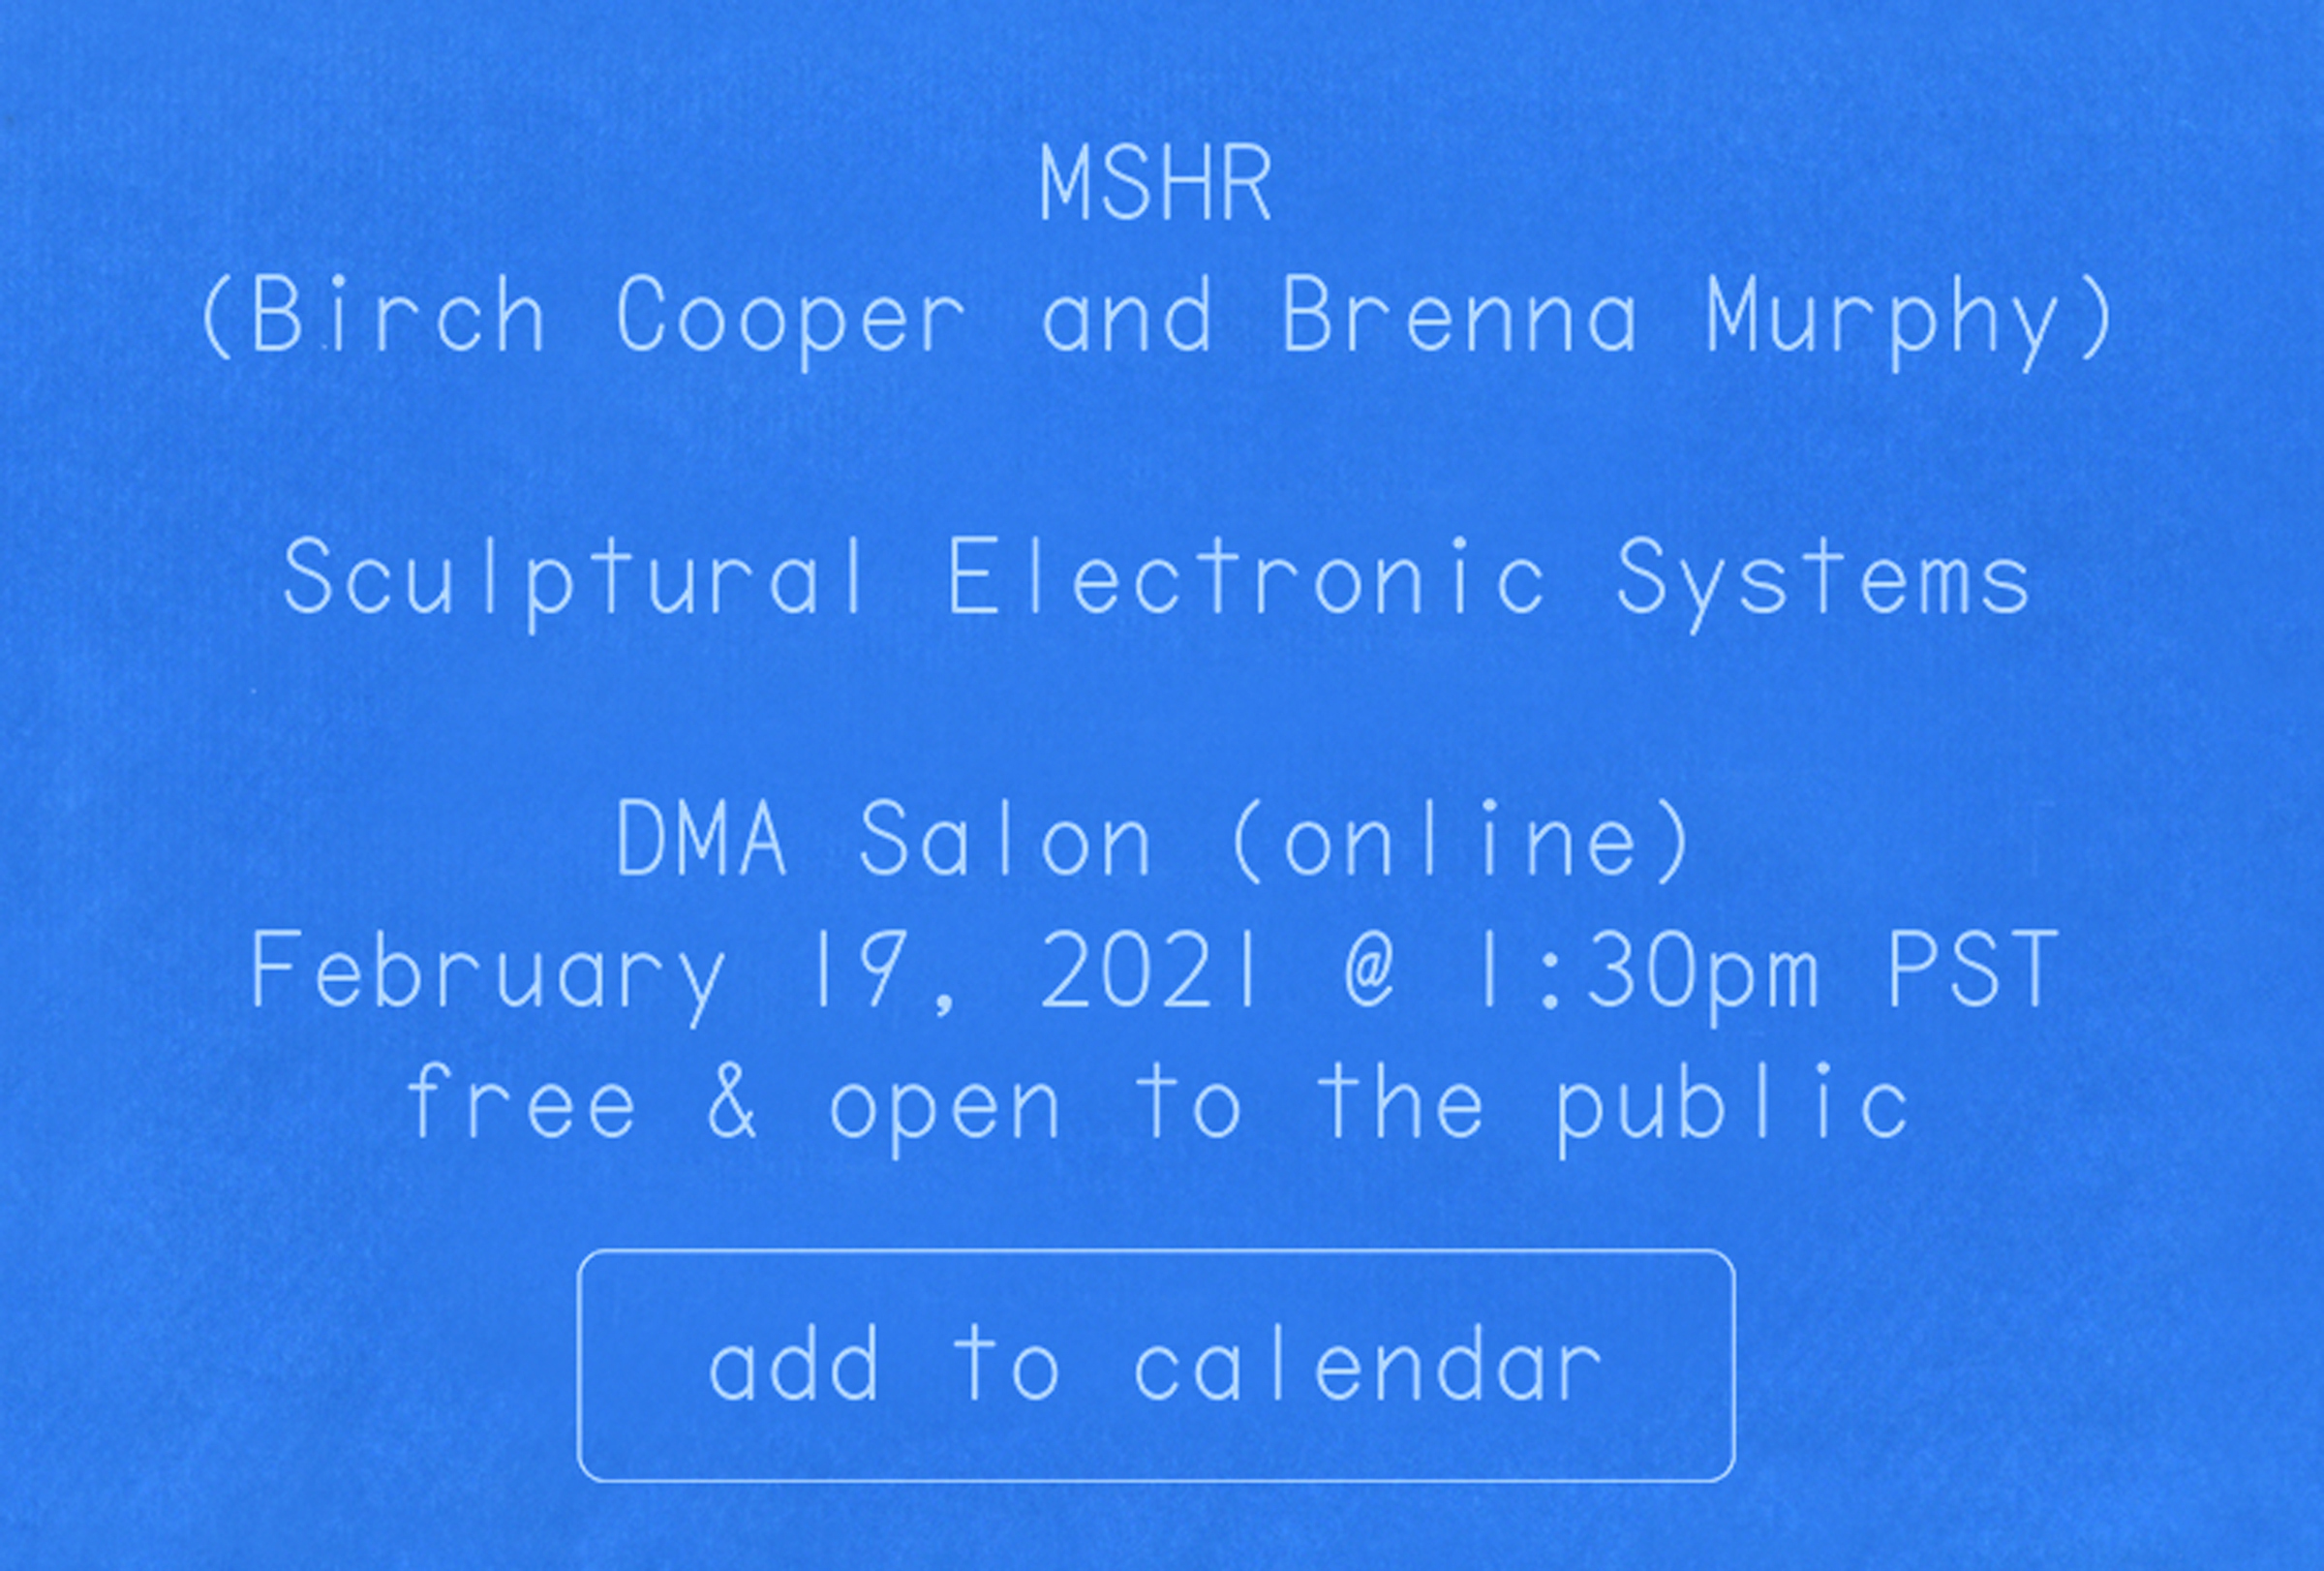 MSHR
(Birch Cooper and Brenna Murphy)
Sculptural Electronic Systems
DMA Salon (online)
February 19, 2021 @ 1:30pm PST
free & open to the public
add to calendar